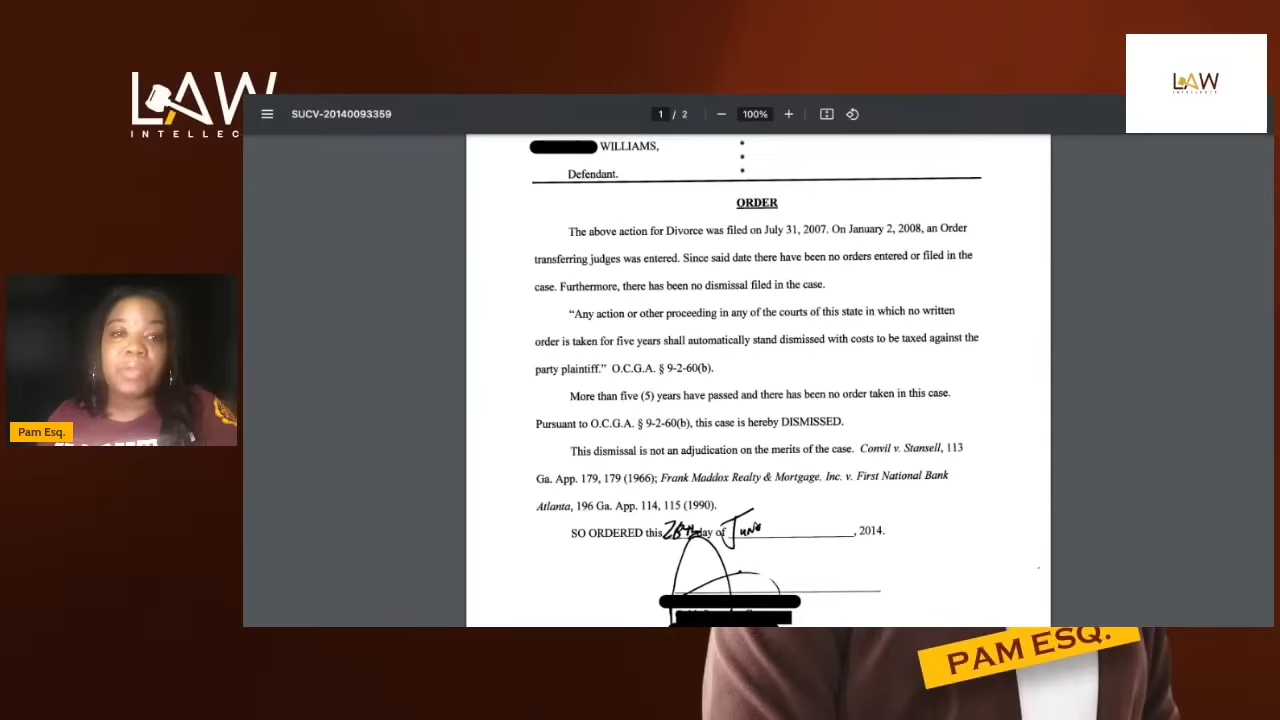 LAW
INTELLEC
LAW
INTELLECTS
SUCV-20140093359
1 / 2
100%
WILLIAMS,
Defendant.
ORDER
The above action for Divorce was filed on July 31, 2007. On January 2, 2008, an Order
transferring judges was entered. Since said date there have been no orders entered or filed in the
case. Furthermore, there has been no dismissal filed in the case.
“Any action or other proceeding in any of the courts of this state in which no written
order is taken for five years shall automatically stand dismissed with costs to be taxed against the
party plaintiff.” O.C.G.A. § 9-2-60(b).
More than five (5) years have passed and there has been no order taken in this case.
Pursuant to O.C.G.A. § 9-2-60(b), this case is hereby DISMISSED.
This dismissal is not an adjudication on the merits of the case. Convil v. Stansell, 113
Ga. App. 179, 179 (1966); Frank Maddox Realty & Mortgage, Inc. v. First National Bank
Atlanta, 196 Ga. App. 114, 115 (1990).
SO ORDERED this 28th day of June, 2014.
Pam Esq.
PAM ESQ.